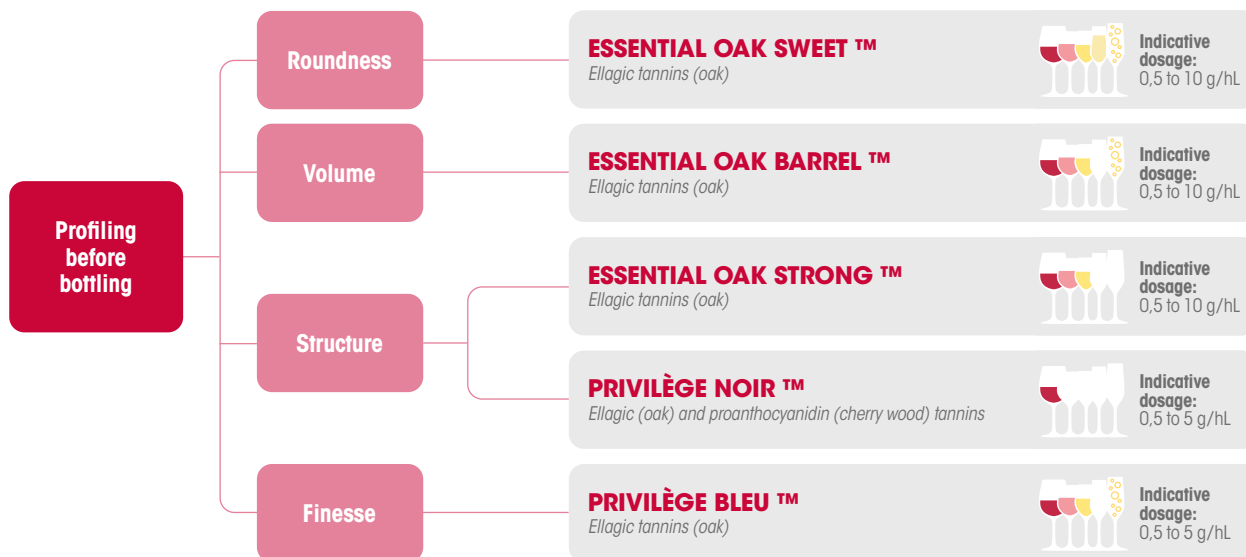 Profiling
before
bottling
Roundness
ESSENTIAL OAK SWEET ™
Ellagic tannins (oak)
Indicative
dosage:
0,5 to 10 g/hL
Volume
ESSENTIAL OAK BARREL ™
Ellagic tannins (oak)
Indicative
dosage:
0,5 to 10 g/hL
Structure
ESSENTIAL OAK STRONG ™
Ellagic tannins (oak)
Indicative
dosage:
0,5 to 10 g/hL
PRIVILÈGE NOIR ™
Ellagic (oak) and proanthocyanidin (cherry wood) tannins
Indicative
dosage:
0,5 to 5 g/hL
Finesse
PRIVILÈGE BLEU ™
Ellagic tannins (oak)
Indicative
dosage:
0,5 to 5 g/hL